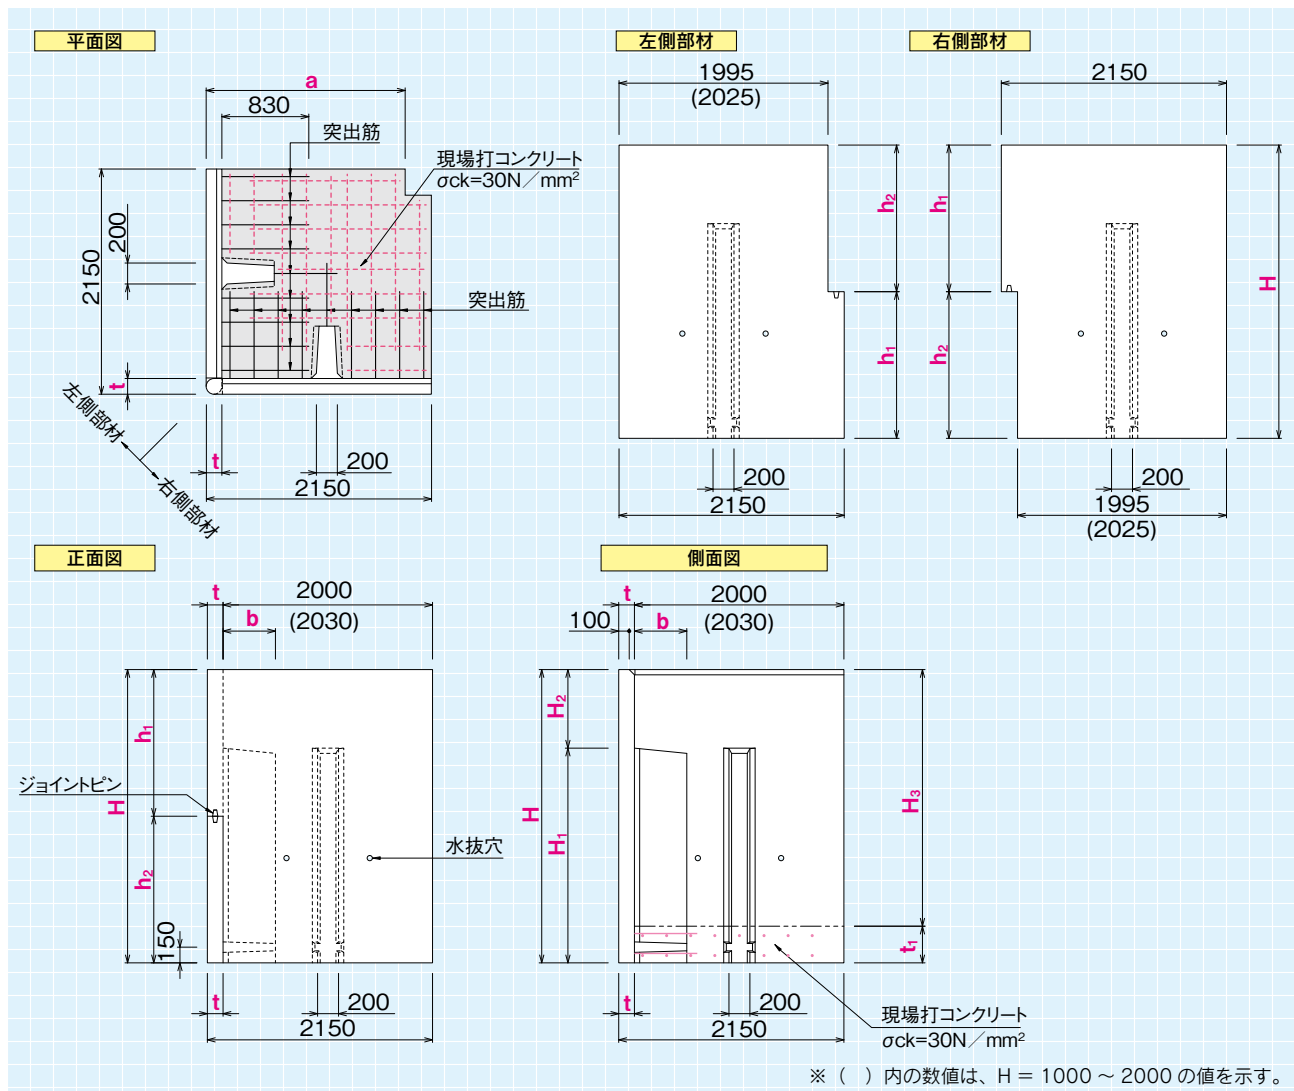 平面図
a
830
突出筋
現場打コンクリート
σck=30N／mm²
2150
200
突出筋
t
左側部材
右側部材
t
200
2150
左側部材
1995
(2025)
h₂
h₁
200
2150
右側部材
2150
h₁
h₂
H
200
1995
(2025)
正面図
t
2000
(2030)
b
h₁
ジョイントピン
H
h₂
水抜穴
150
t
200
2150
側面図
t
2000
(2030)
100
b
H₂
H
H₁
H₃
t₁
t
200
2150
現場打コンクリート
σck=30N／mm²
※（　）内の数値は、H = 1000 ～ 2000 の値を示す。